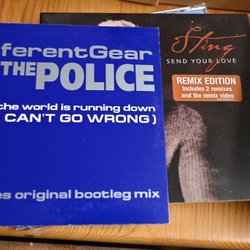 ferentGear
THE POLICE
the world is running down
CAN'T GO WRONG)
es original bootleg mix
Sting
SEND YOUR LOVE
REMIX EDITION
Includes 2 remixes
and the remix video